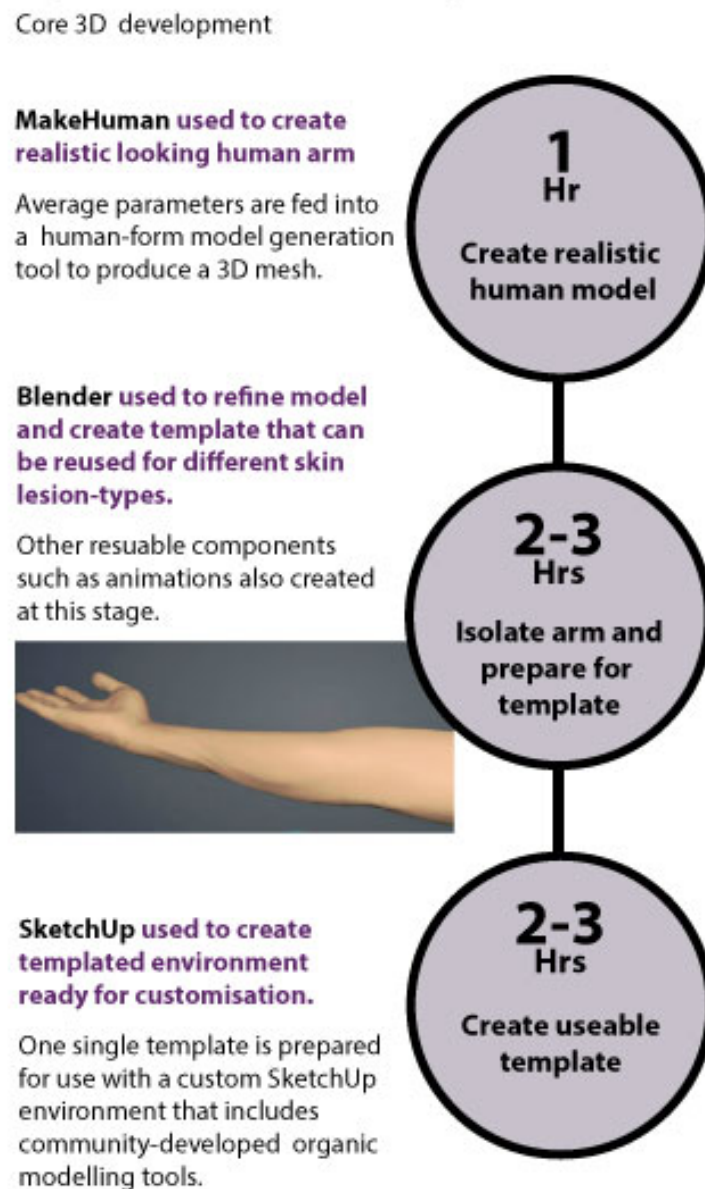 Core 3D development
MakeHuman used to create
realistic looking human arm
Average parameters are fed into
a human-form model generation
tool to produce a 3D mesh.
1
Hr
Create realistic
human model
Blender used to refine model
and create template that can
be reused for different skin
lesion-types.
Other resuable components
such as animations also created
at this stage.
2-3
Hrs
Isolate arm and
prepare for
template
SketchUp used to create
templated environment
ready for customisation.
One single template is prepared
for use with a custom SketchUp
environment that includes
community-developed organic
modelling tools.
2-3
Hrs
Create useable
template